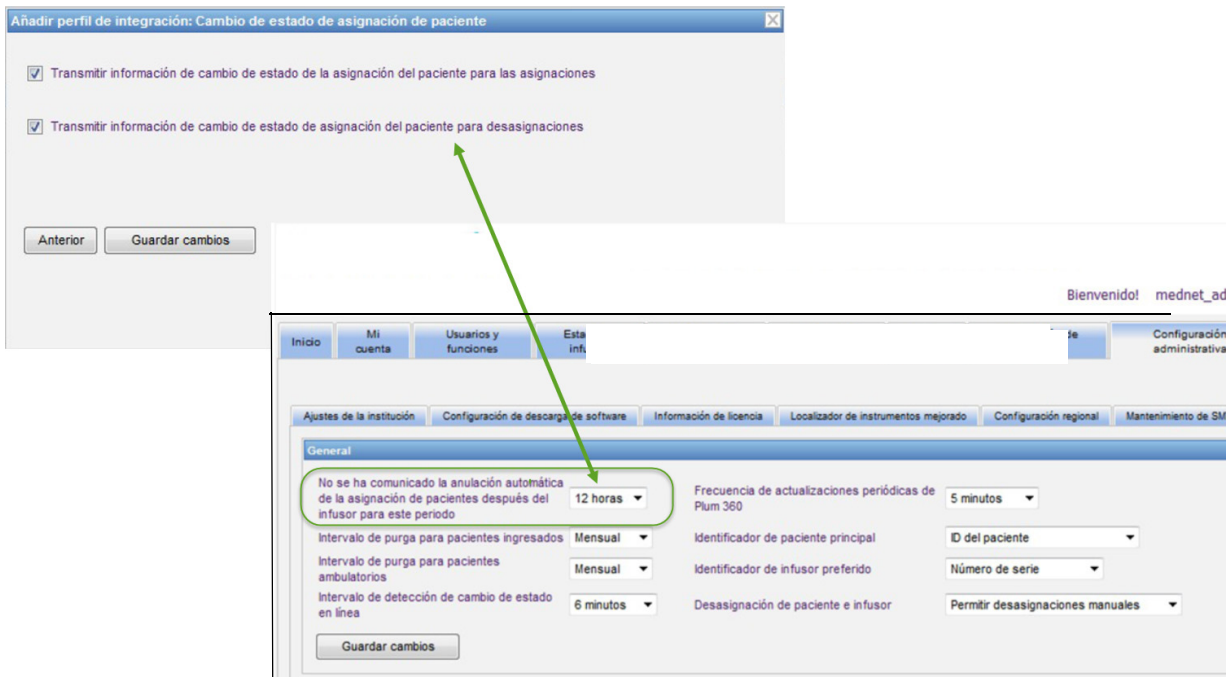 Añadir perfil de integración: Cambio de estado de asignación de paciente
Transmitir información de cambio de estado de la asignación del paciente para las asignaciones
Transmitir información de cambio de estado de asignación del paciente para desasignaciones
Anterior
Guardar cambios
Bienvenido! mednet_ad
Inicio
Mi
cuenta
Usuarios y
funciones
Esta
infu
de
Configuración
administrativa
Ajustes de la institución
Configuración de descarga de software
Información de licencia
Localizador de instrumentos mejorado
Configuración regional
Mantenimiento de SM
General
No se ha comunicado la anulación automática
de la asignación de pacientes después del
infusor para este periodo
12 horas
Frecuencia de actualizaciones periódicas de
Plum 360
5 minutos
Intervalo de purga para pacientes ingresados
Mensual
Identificador de paciente principal
ID del paciente
Intervalo de purga para pacientes
ambulatorios
Mensual
Identificador de infusor preferido
Número de serie
Intervalo de detección de cambio de estado
en línea
6 minutos
Desasignación de paciente e infusor
Permitir desasignaciones manuales
Guardar cambios